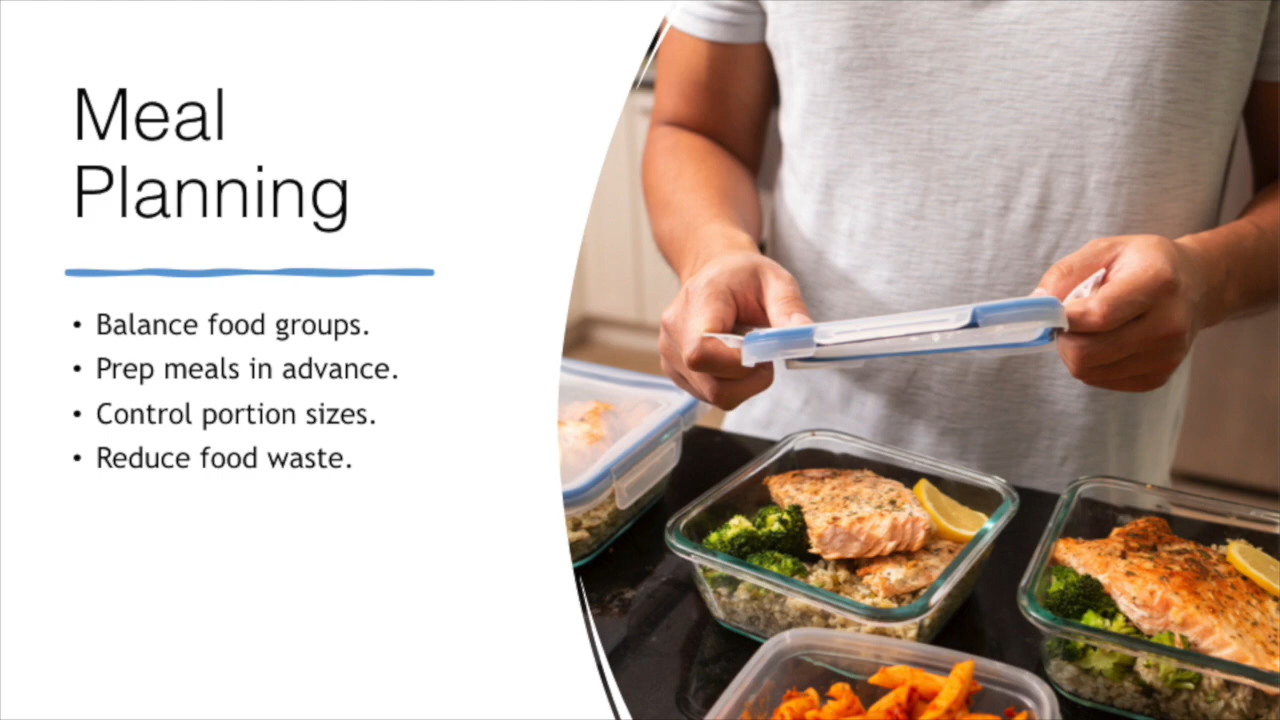 Meal
Planning
• Balance food groups.
• Prep meals in advance.
• Control portion sizes.
• Reduce food waste.